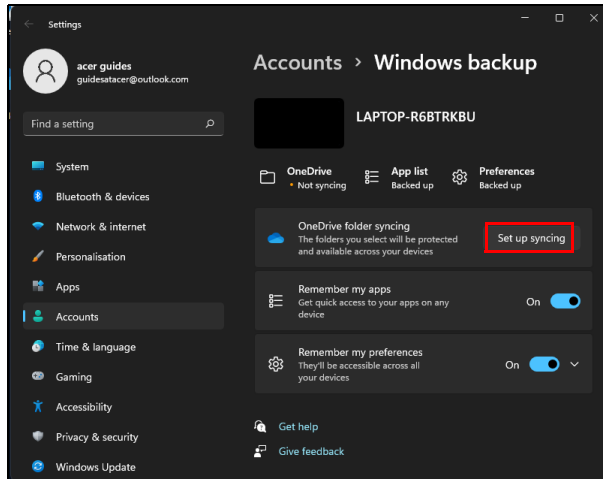 Settings
acer guides
guidesatacer@outlook.com
Find a setting
System
Bluetooth & devices
Network & internet
Personalisation
Apps
Accounts
Time & language
Gaming
Accessibility
Privacy & security
Windows Update
Accounts > Windows backup
LAPTOP-R6BTRKBU
OneDrive
• Not syncing
App list
Backed up
Preferences
Backed up
OneDrive folder syncing
The folders you select will be protected
and available across your devices
Set up syncing
Remember my apps
Get quick access to your apps on any
device
On
Remember my preferences
They'll be accessible across all
your devices
On
Get help
Give feedback